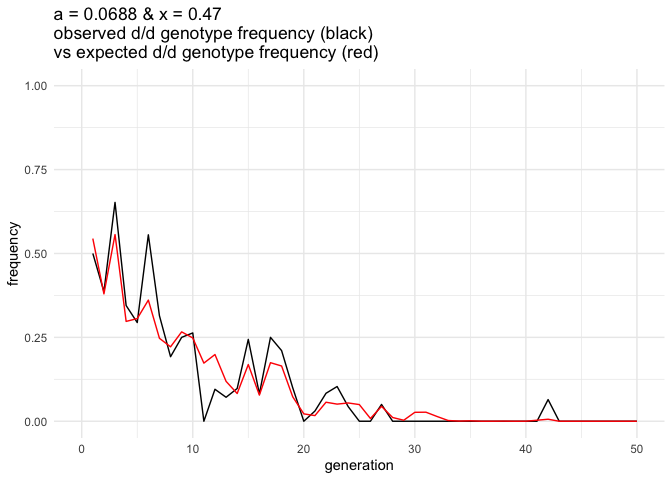 a = 0.0688 & x = 0.47
observed d/d genotype frequency (black)
vs expected d/d genotype frequency (red)
1.00
0.75
0.50
0.25
0.00
frequency
0
10
20
30
40
50
generation